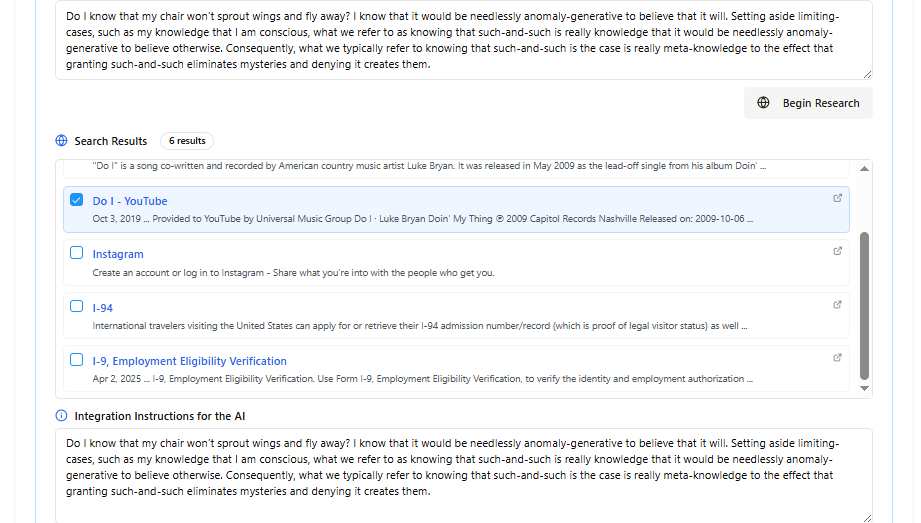 Do I know that my chair won't sprout wings and fly away? I know that it would be needlessly anomaly-generative to believe that it will. Setting aside limiting-
cases, such as my knowledge that I am conscious, what we refer to as knowing that such-and-such is really knowledge that it would be needlessly anomaly-
generative to believe otherwise. Consequently, what we typically refer to knowing that such-and-such is the case is really meta-knowledge to the effect that
granting such-and-such eliminates mysteries and denying it creates them.
Begin Research
Search Results 6 results
"Do I" is a song co-written and recorded by American country music artist Luke Bryan. It was released in May 2009 as the lead-off single from his album Doin' ...
Do I - YouTube
Oct 3, 2019 ... Provided to YouTube by Universal Music Group Do I · Luke Bryan Doin' My Thing ℗ 2009 Capitol Records Nashville Released on: 2009-10-06 ...
Instagram
Create an account or log in to Instagram - Share what you're into with the people who get you.
I-94
International travelers visiting the United States can apply for or retrieve their I-94 admission number/record (which is proof of legal visitor status) as well ...
I-9, Employment Eligibility Verification
Apr 2, 2025 ... I-9, Employment Eligibility Verification. Use Form I-9, Employment Eligibility Verification, to verify the identity and employment authorization ...
Integration Instructions for the AI
Do I know that my chair won't sprout wings and fly away? I know that it would be needlessly anomaly-generative to believe that it will. Setting aside limiting-
cases, such as my knowledge that I am conscious, what we refer to as knowing that such-and-such is really knowledge that it would be needlessly anomaly-
generative to believe otherwise. Consequently, what we typically refer to knowing that such-and-such is the case is really meta-knowledge to the effect that
granting such-and-such eliminates mysteries and denying it creates them.